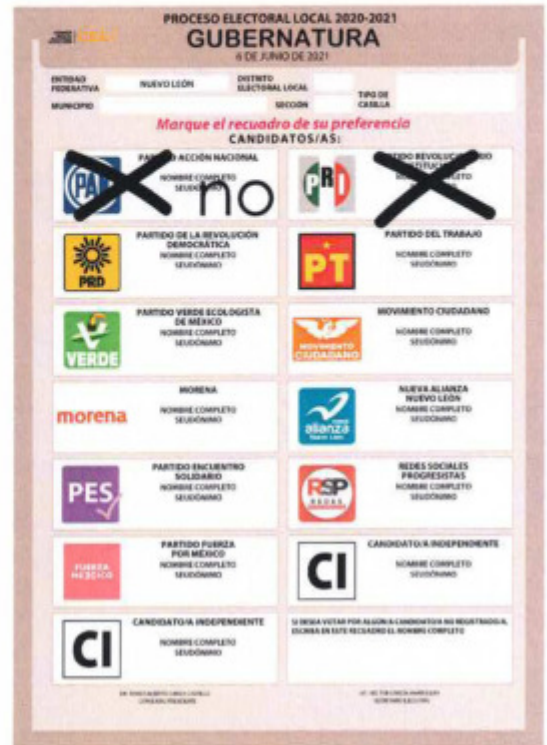 PROCESO ELECTORAL LOCAL 2020-2021
GUBERNATURA
6 DE JUNIO DE 2021
ENTIDAD FEDERATIVA
NUEVO LEÓN
DISTRITO ELECTORAL LOCAL
MUNICIPIO
SECCIÓN
TIPO DE CASILLA
Marque el recuadro de su preferencia
CANDIDATOS/AS:
ACCIÓN NACIONAL
NOMBRE COMPLETO
no
PRI
PRD
PARTIDO DE LA REVOLUCIÓN
DEMOCRÁTICA
NOMBRE COMPLETO
SEUDÓNIMO
PT
PARTIDO DEL TRABAJO
NOMBRE COMPLETO
SEUDÓNIMO
VERDE
PARTIDO VERDE ECOLOGISTA
DE MÉXICO
NOMBRE COMPLETO
SEUDÓNIMO
MOVIMIENTO
CIUDADANO
MOVIMIENTO CIUDADANO
NOMBRE COMPLETO
SEUDÓNIMO
morena
MORENA
NOMBRE COMPLETO
SEUDÓNIMO
alianza
NUEVA ALIANZA
NUEVO LEÓN
NOMBRE COMPLETO
SEUDÓNIMO
PES
PARTIDO ENCUENTRO
SOLIDARIO
NOMBRE COMPLETO
SEUDÓNIMO
RSP
REDES
REDES SOCIALES
PROGRESISTAS
NOMBRE COMPLETO
SEUDÓNIMO
FUERZA
PARTIDO FUERZA
POR MÉXICO
NOMBRE COMPLETO
SEUDÓNIMO
CI
CANDIDATO/A INDEPENDIENTE
NOMBRE COMPLETO
SEUDÓNIMO
CI
CANDIDATO/A INDEPENDIENTE
NOMBRE COMPLETO
SEUDÓNIMO
SI DESEA VOTAR POR ALGÚN/A CANDIDATO/A NO REGISTRADO/A,
ESCRIBA EN ESTE RECUADRO EL NOMBRE COMPLETO